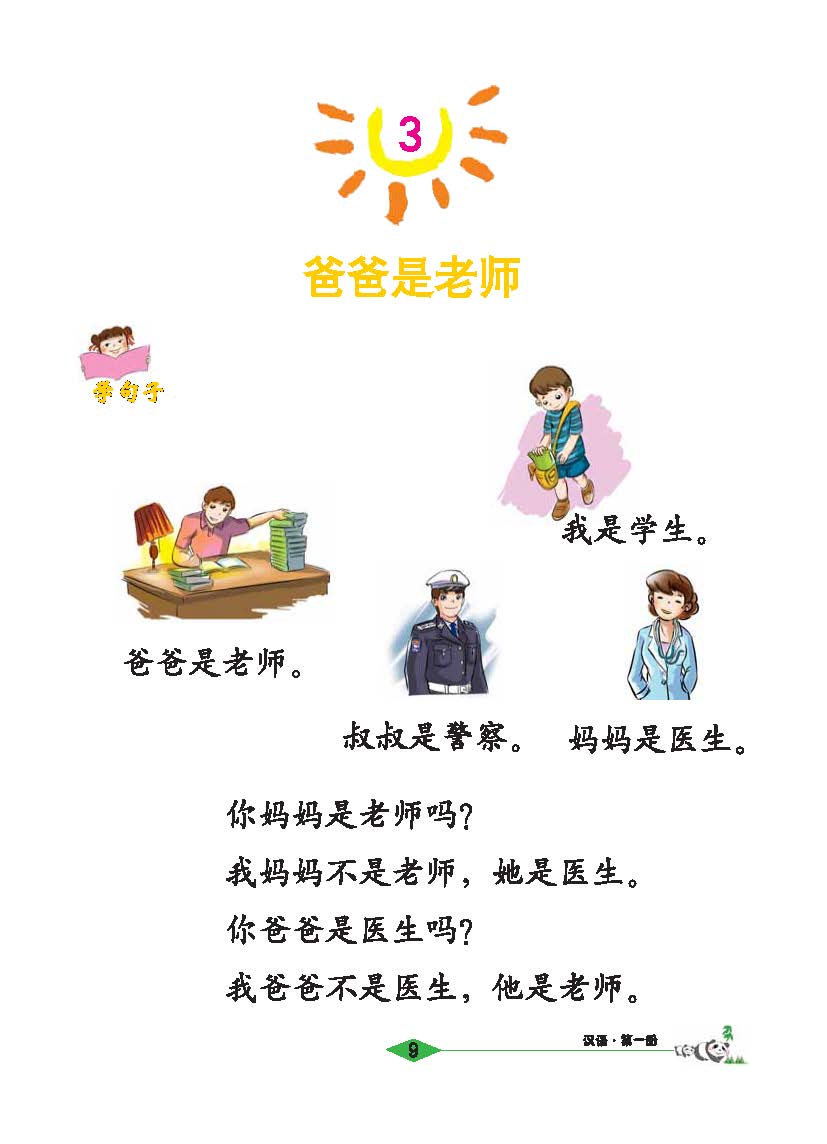 3
爸爸是老师
学句子
我是学生。
爸爸是老师。
叔叔是警察。
妈妈是医生。
你妈妈是老师吗？
我妈妈不是老师，她是医生。
你爸爸是医生吗？
我爸爸不是医生，他是老师。
汉语·第一册
9